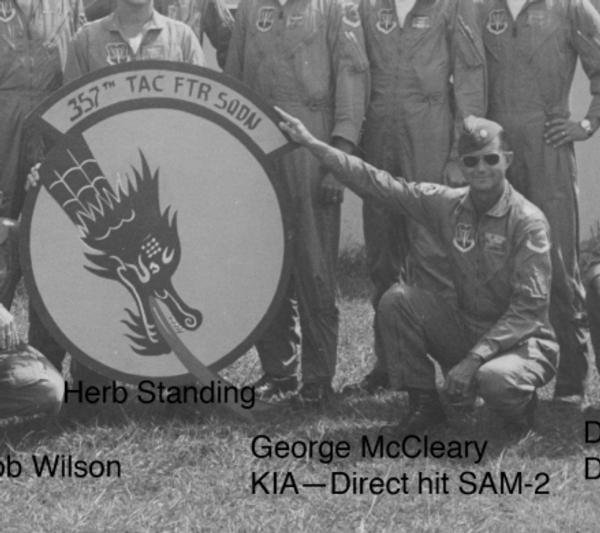 357TH TAC FTR SQDN
Herb Standing
George McCleary
ob Wilson
KIA—Direct hit SAM-2
D
D